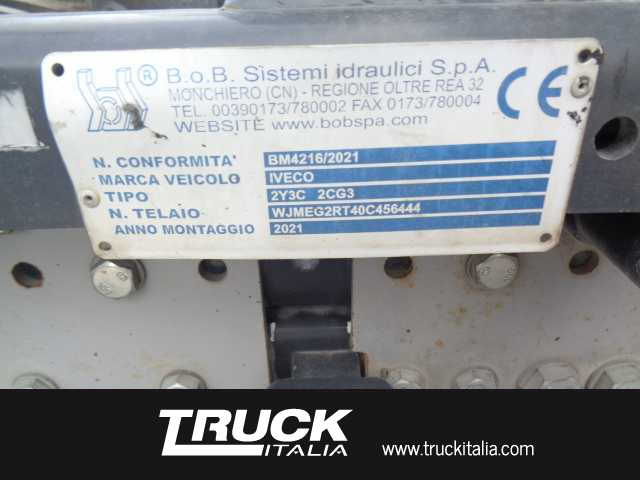 B.o.B. Sistemi idraulici S.p.A.
MONCHIERO (CN) - REGIONE OLTRE REA 32
TEL. 00390173/780002 FAX 0173/780004
WEBSITE www.bobspa.com
CE
®
N. CONFORMITA' BM4216/2021
MARCA VEICOLO IVECO
TIPO 2Y3C 2CG3
N. TELAIO WJMEG2RT40C456444
ANNO MONTAGGIO 2021
TRUCK
ITALIA
www.truckitalia.com